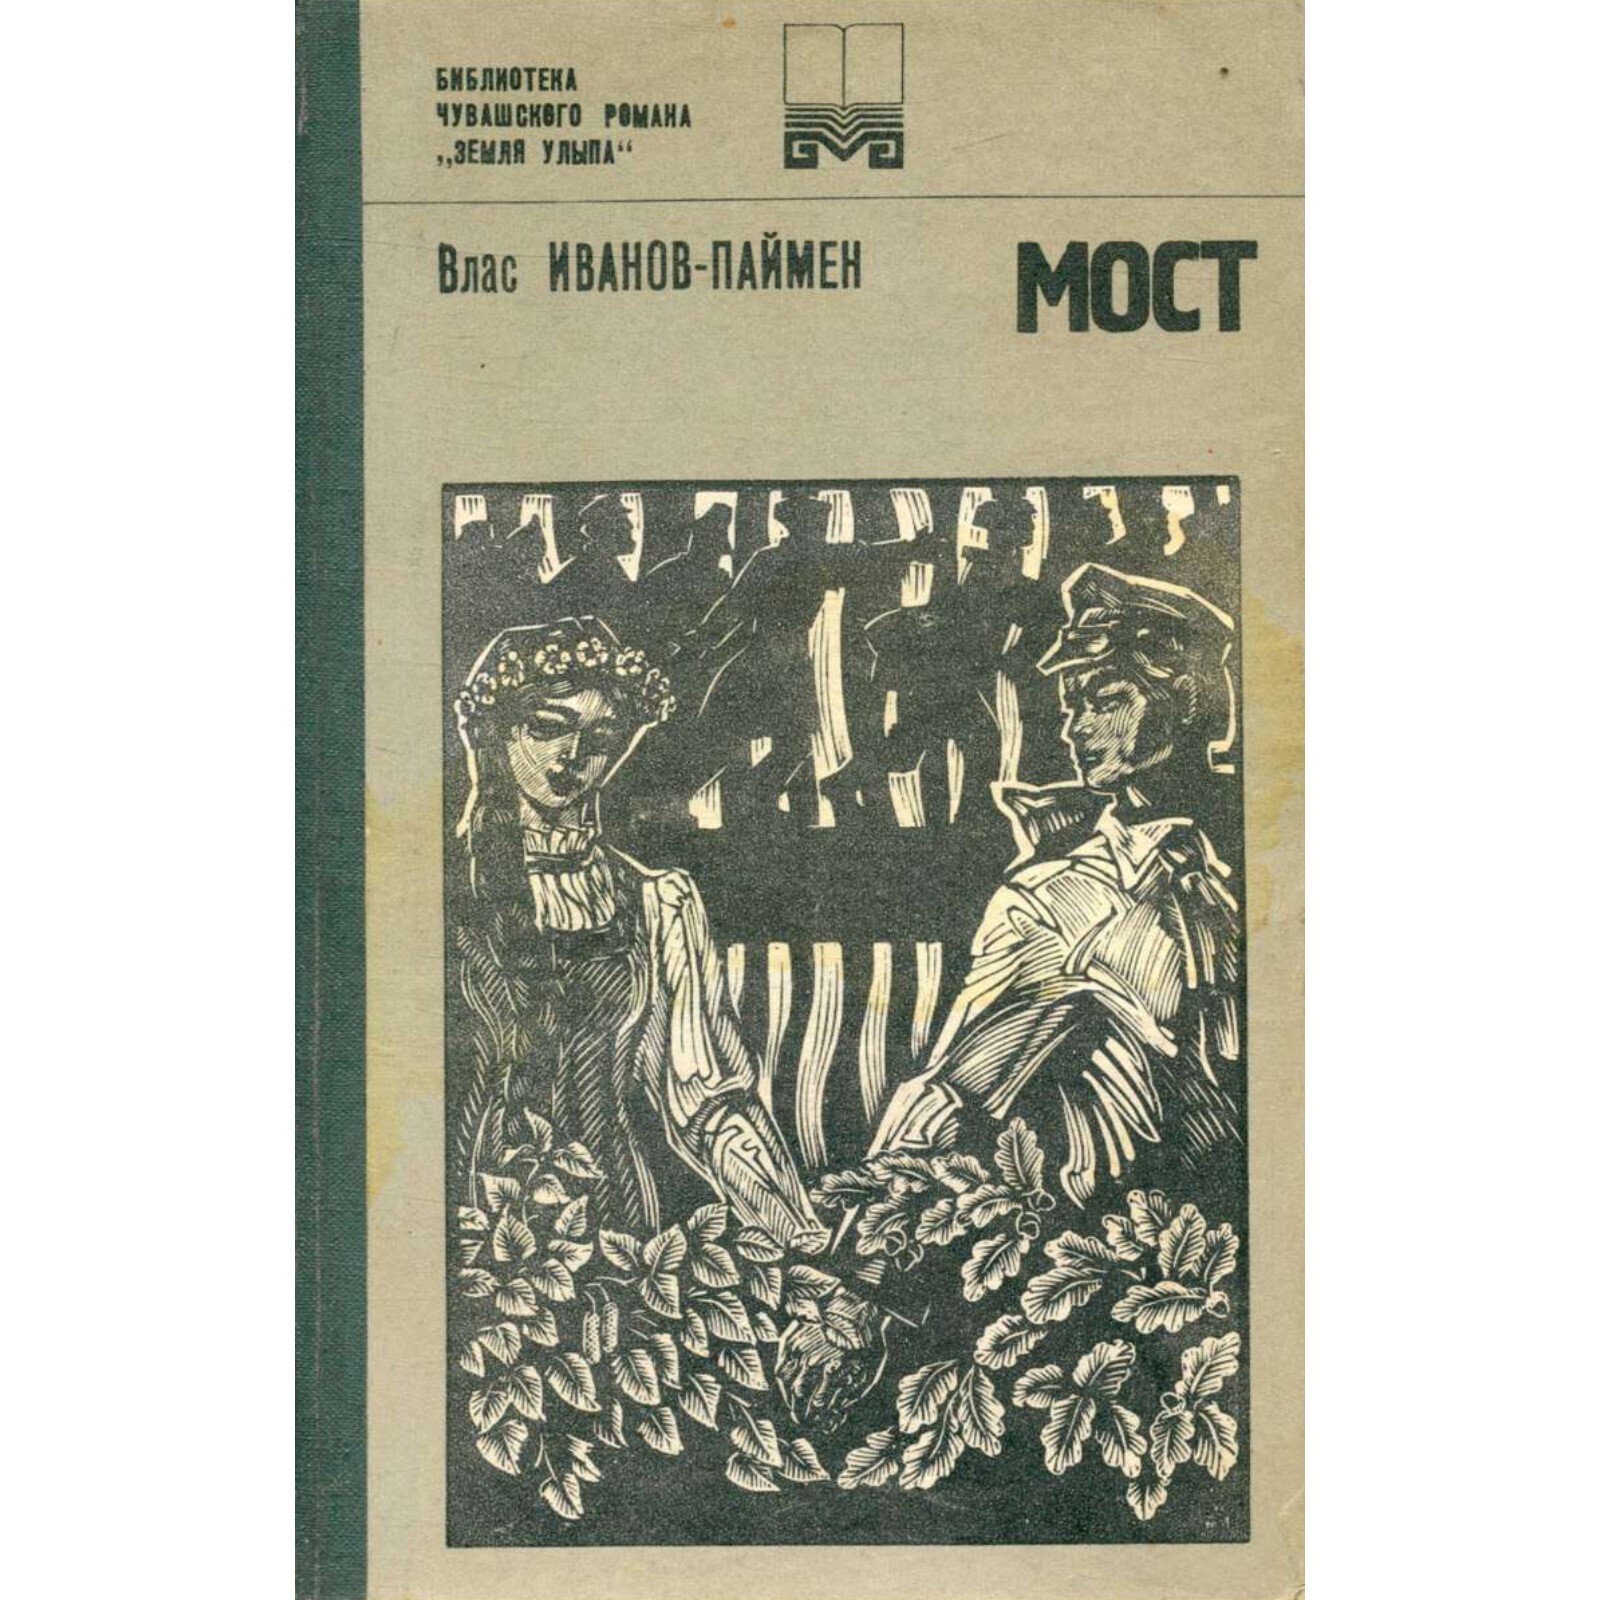 БИБЛИОТЕКА
ЧУВАШСКОГО РОМАНА
„ЗЕМЛЯ УЛЫПА“
Влас ИВАНОВ-ПАЙМЕН
МОСТ